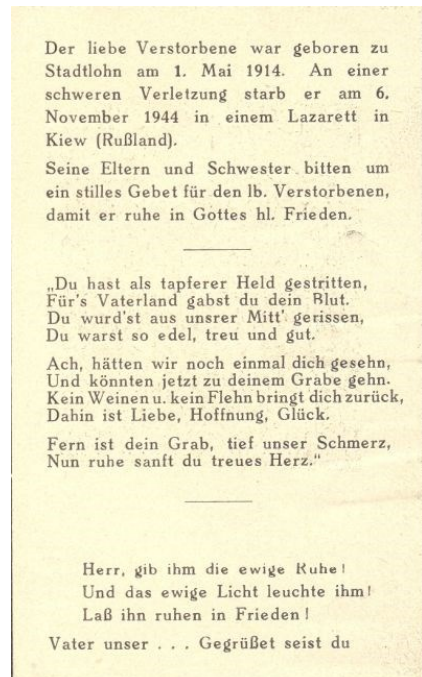 Der liebe Verstorbene war geboren zu
Stadtlohn am 1. Mai 1914. An einer
schweren Verletzung starb er am 6.
November 1944 in einem Lazarett in
Kiew (Rußland).
Seine Eltern und Schwester bitten um
ein stilles Gebet für den lb. Verstorbenen,
damit er ruhe in Gottes hl. Frieden.
„Du hast als tapferer Held gestritten,
Für's Vaterland gabst du dein Blut.
Du wurd'st aus unsrer Mitt' gerissen,
Du warst so edel, treu und gut.
Ach, hätten wir noch einmal dich gesehn,
Und könnten jetzt zu deinem Grabe gehn.
Kein Weinen u. kein Flehn bringt dich zurück,
Dahin ist Liebe, Hoffnung, Glück.
Fern ist dein Grab, tief unser Schmerz,
Nun ruhe sanft du treues Herz.“
Herr, gib ihm die ewige Ruhe!
Und das ewige Licht leuchte ihm!
Laß ihn ruhen in Frieden!
Vater unser . . . Gegrüßet seist du